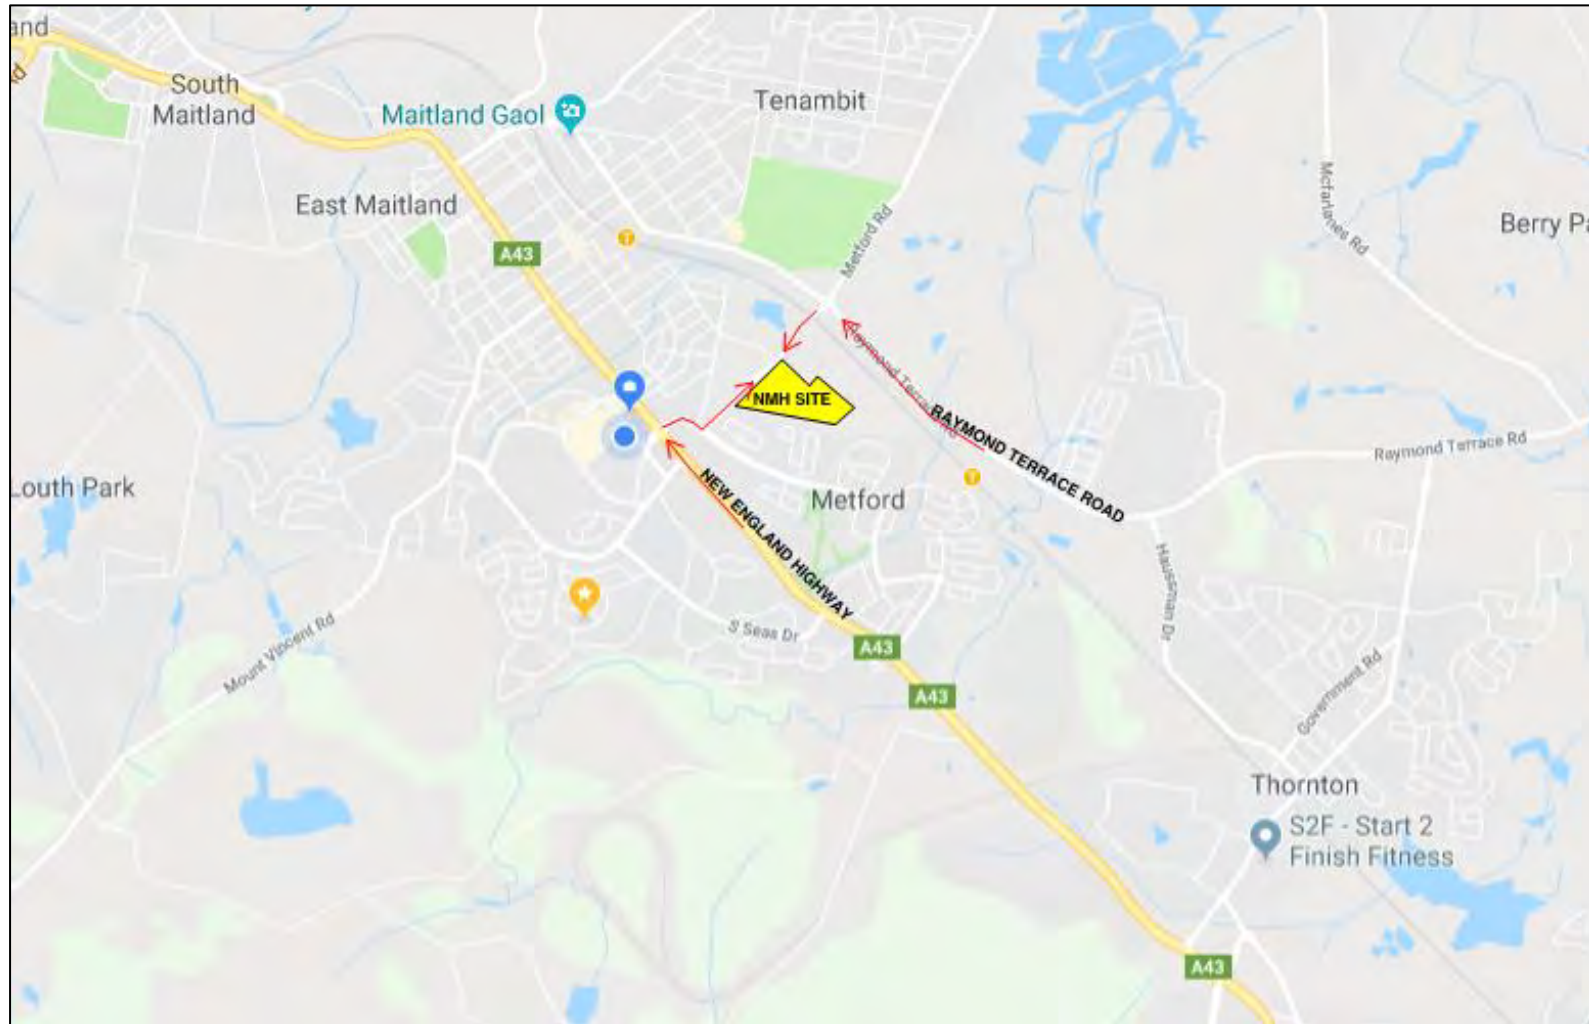 and
Rd
South
Maitland
Maitland Gaol
Tenambit
East Maitland
A43
Metford Rd
Mcfarlanes Rd
Berry Pa
NMH SITE
Raymond Terrace
RAYMOND TERRACE ROAD
Raymond Terrace Rd
Louth Park
NEW ENGLAND HIGHWAY
Metford
Haussman Dr
S Seas Dr
Mount Vincent Rd
A43
A43
Government Rd
Thornton
S2F - Start 2
Finish Fitness
A43